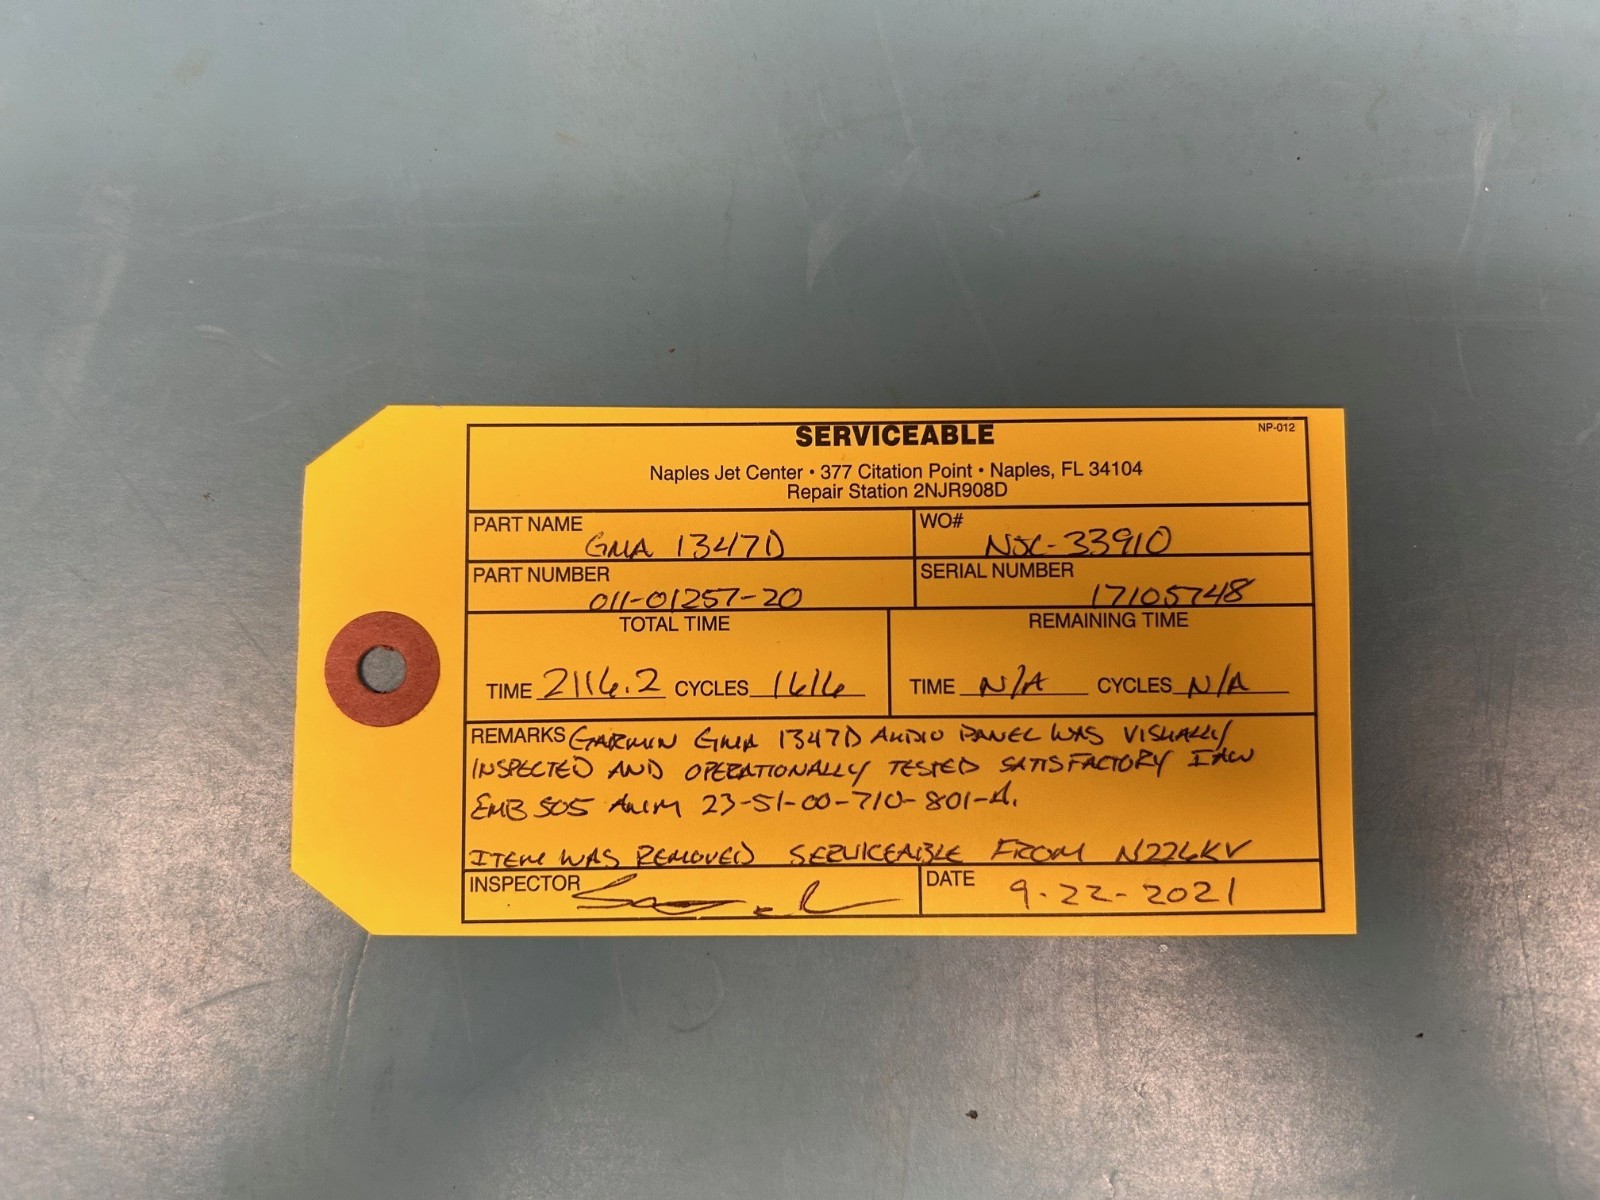 SERVICEABLE
NP-012
Naples Jet Center • 377 Citation Point • Naples, FL 34104
Repair Station 2NJR908D
PART NAME GMA 1347D
WO# NJC-33910
PART NUMBER 011-01257-20
SERIAL NUMBER 17105748
TOTAL TIME
REMAINING TIME
TIME 2116.2 CYCLES 1616
TIME N/A CYCLES N/A
REMARKS GARMIN GMA 1347D AUDIO PANEL WAS VISUALLY
INSPECTED AND OPERATIONALLY TESTED SATISFACTORY IAW
EMB 505 AMM 23-51-00-710-801-A.
ITEM WAS REMOVED SERVICEABLE FROM N226KV
INSPECTOR
DATE 9-22-2021